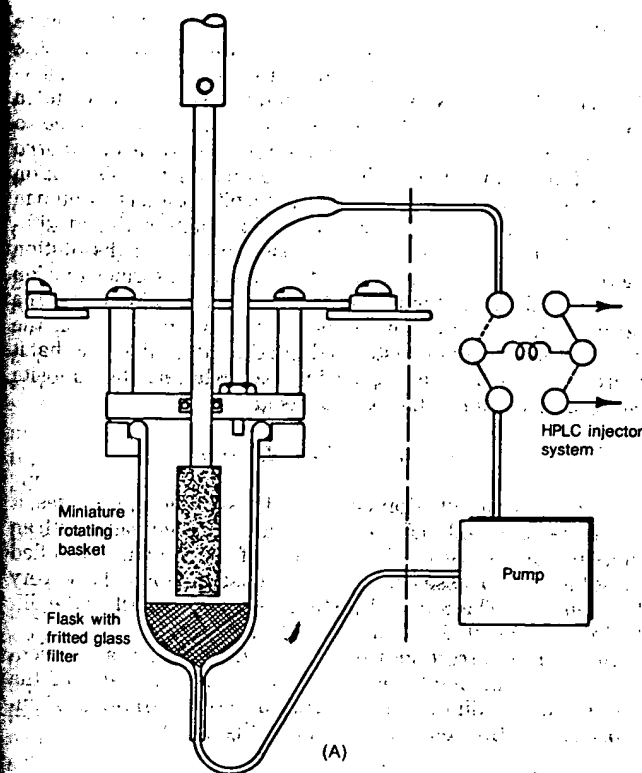 HPLC injector
system
Miniature
rotating
basket
Pump
Flask with
fritted glass
filter
(A)